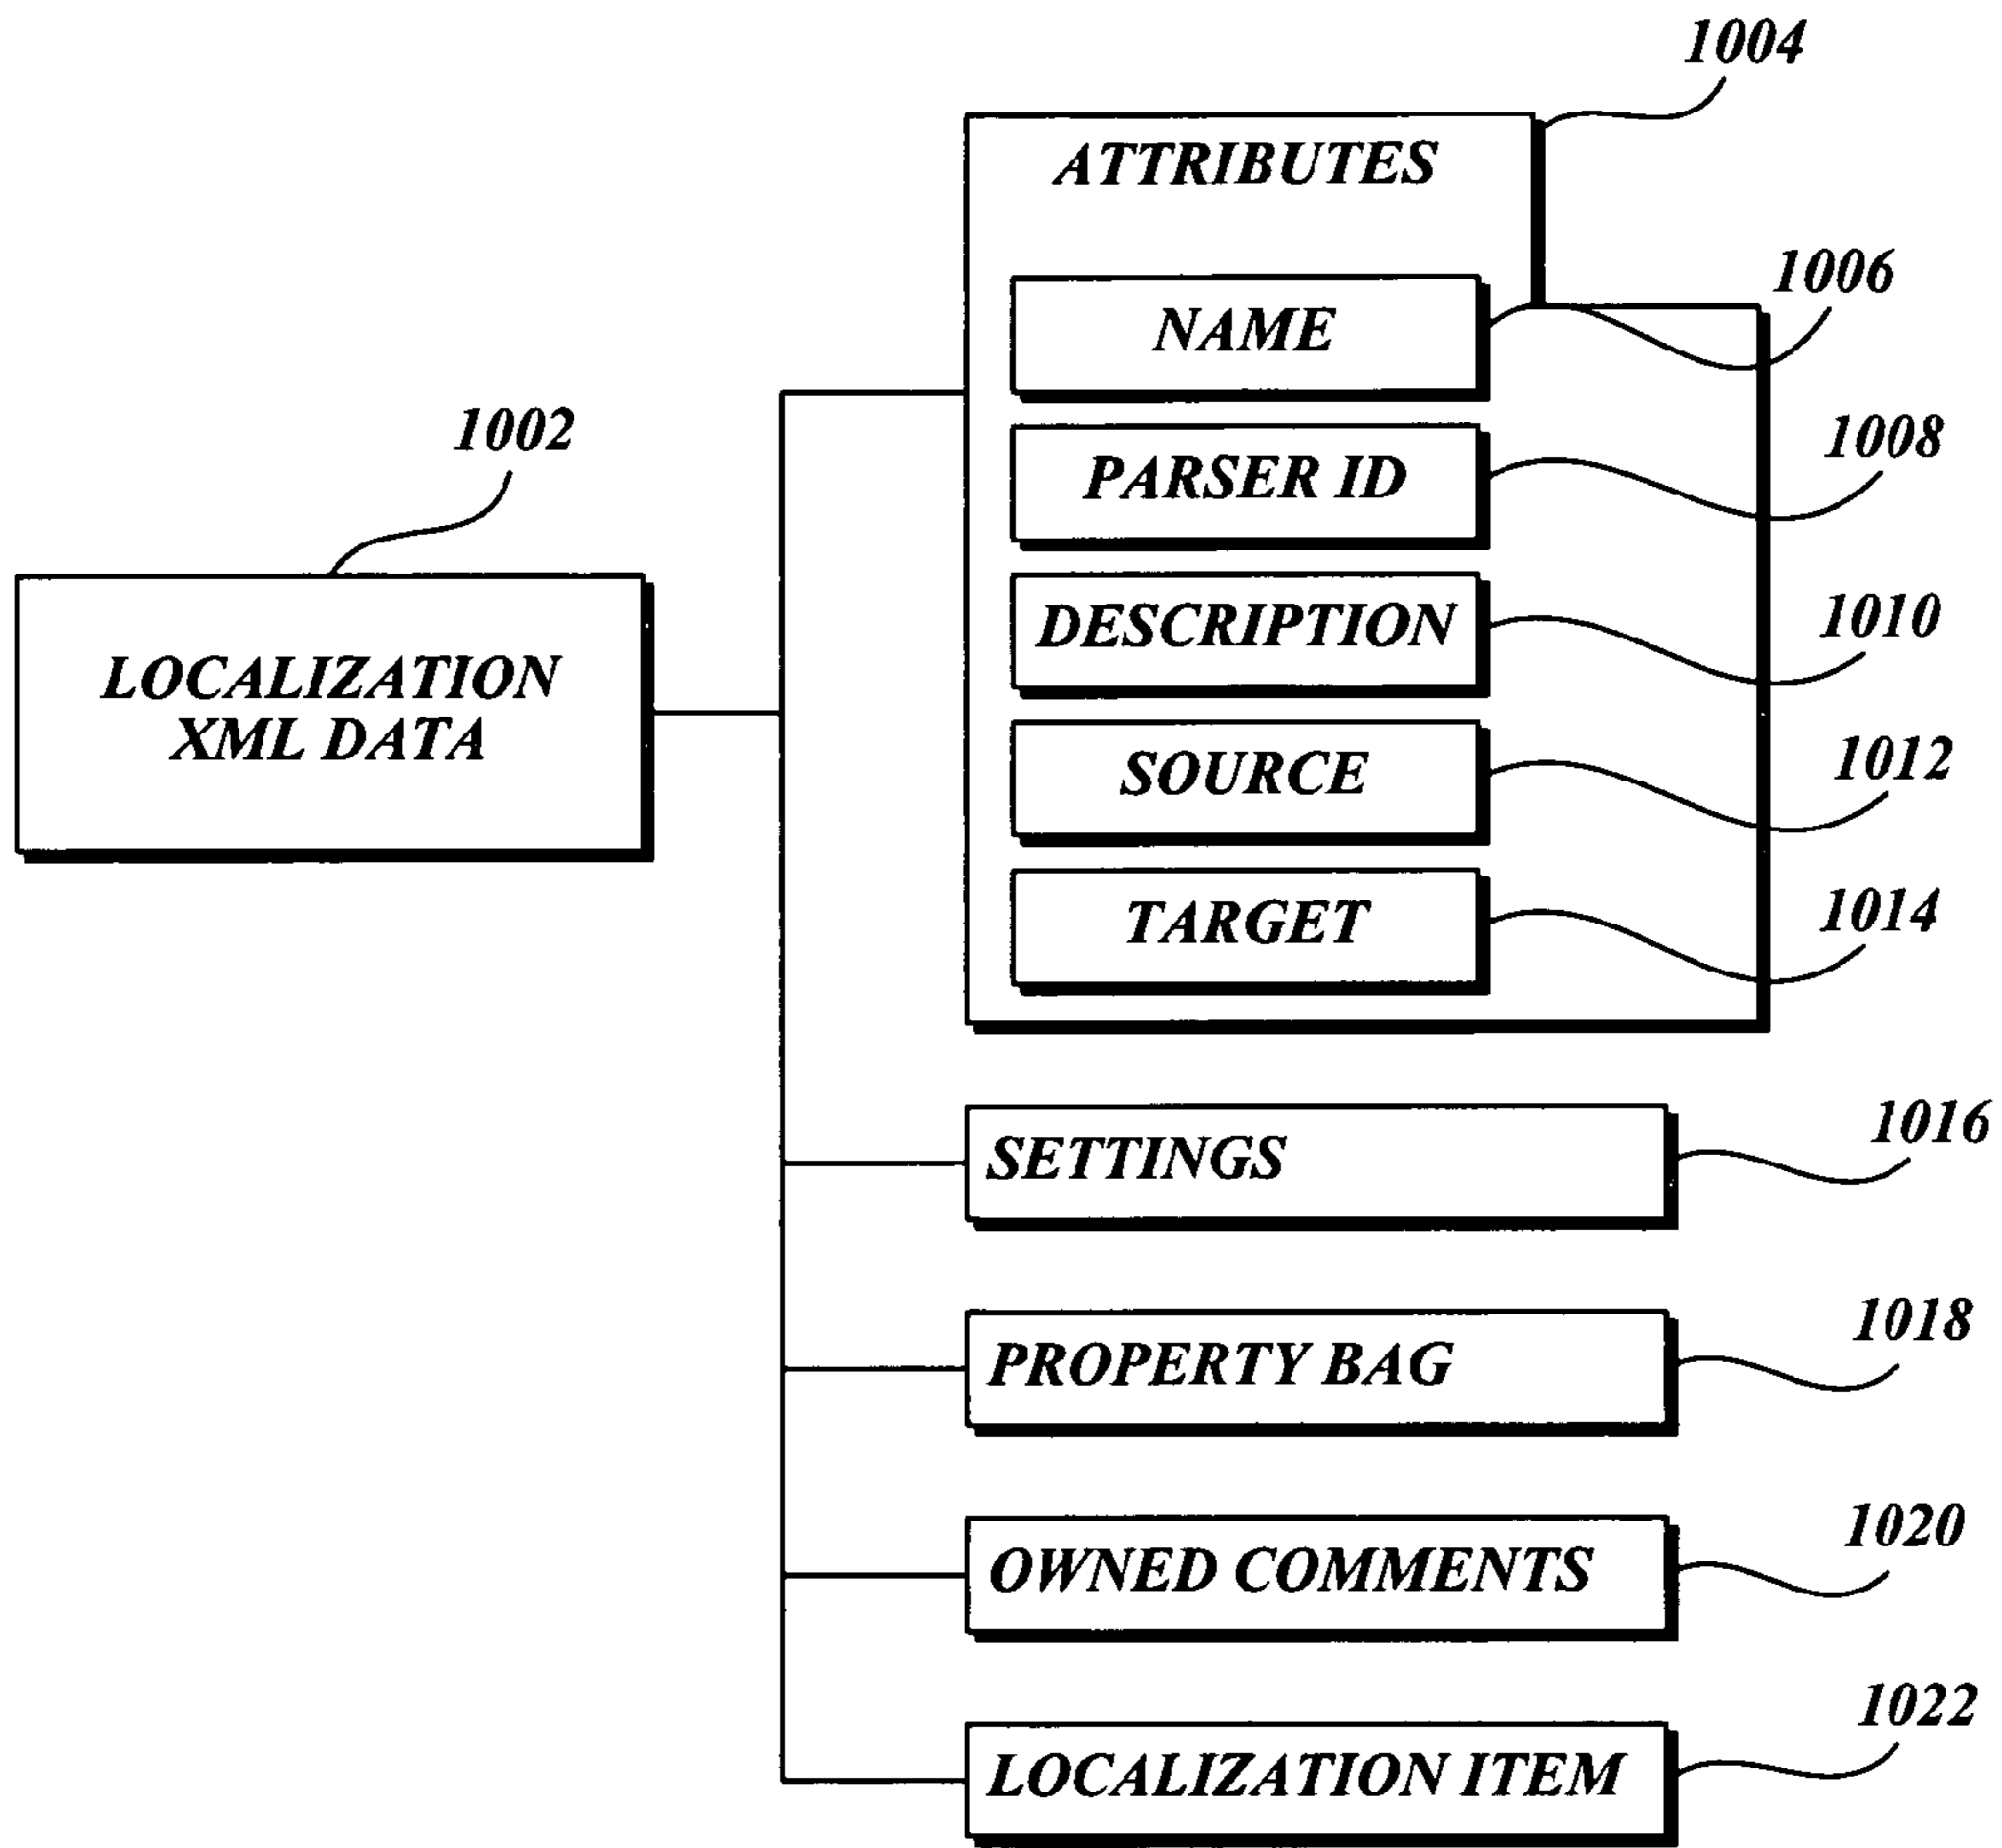 1004
ATTRIBUTES
1006
NAME
1002
1008
PARSER ID
1010
DESCRIPTION
LOCALIZATION
XML DATA
1012
SOURCE
1014
TARGET
1016
SETTINGS
1018
PROPERTY BAG
1020
OWNED COMMENTS
1022
LOCALIZATION ITEM